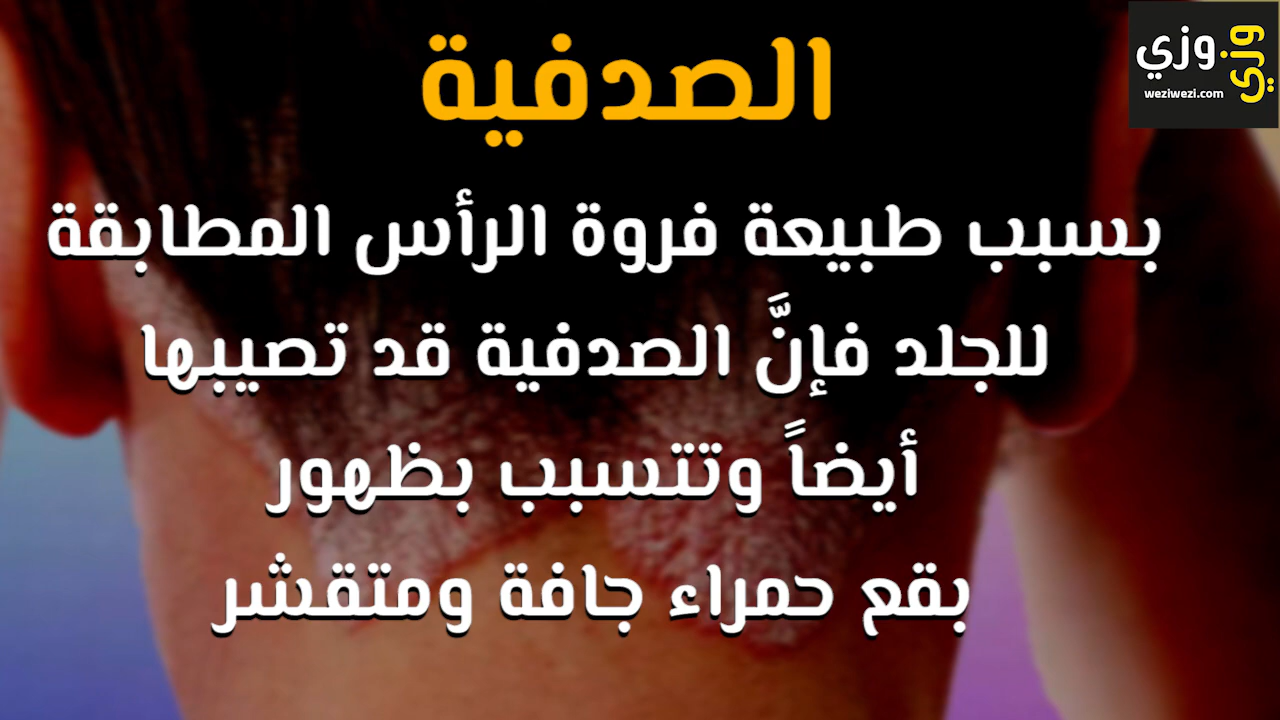 وزي وزي
weziwezi.com
الصدفية
بسبب طبيعة فروة الرأس المطابقة
للجلد فإنَّ الصدفية قد تصيبها
أيضاً وتتسبب بظهور
بقع حمراء جافة ومتقشر